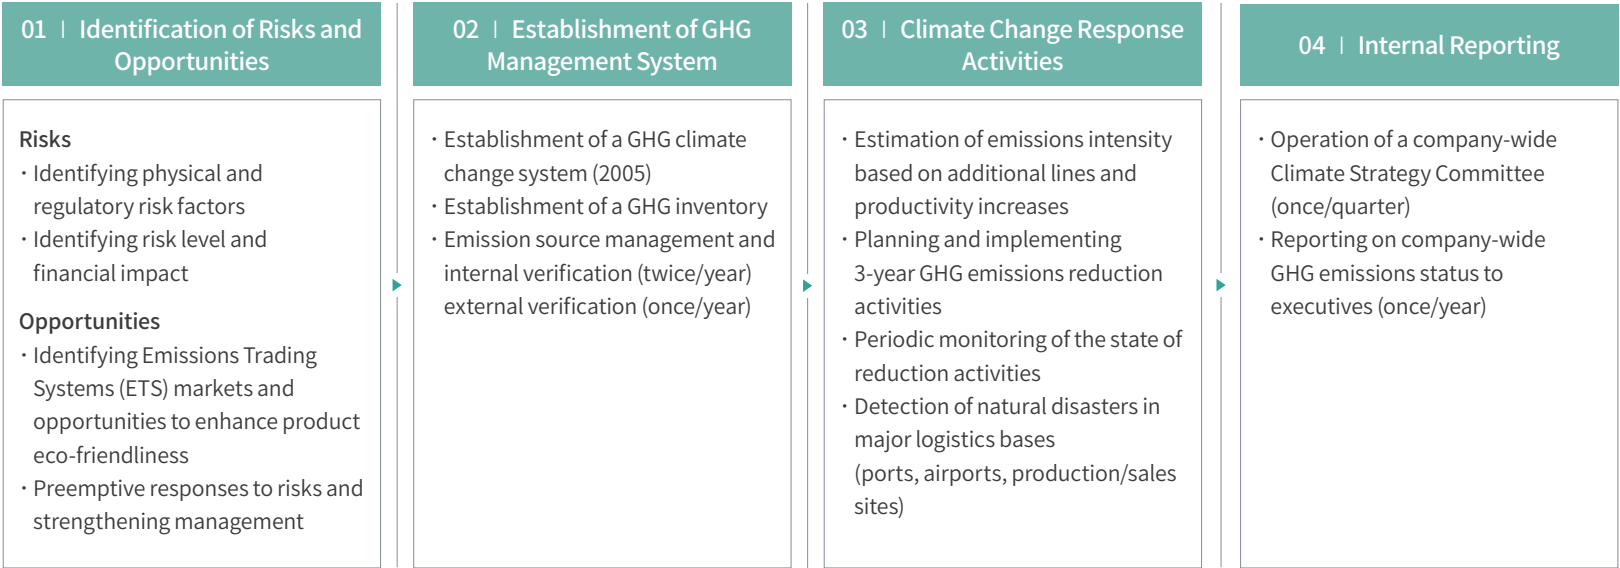 01 | Identification of Risks and
Opportunities
Risks
· Identifying physical and
regulatory risk factors
· Identifying risk level and
financial impact
Opportunities
· Identifying Emissions Trading
Systems (ETS) markets and
opportunities to enhance product
eco-friendliness
· Preemptive responses to risks and
strengthening management
02 | Establishment of GHG
Management System
· Establishment of a GHG climate
change system (2005)
· Establishment of a GHG inventory
· Emission source management and
internal verification (twice/year)
external verification (once/year)
03 | Climate Change Response
Activities
· Estimation of emissions intensity
based on additional lines and
productivity increases
· Planning and implementing
3-year GHG emissions reduction
activities
· Periodic monitoring of the state of
reduction activities
· Detection of natural disasters in
major logistics bases
(ports, airports, production/sales
sites)
04 | Internal Reporting
· Operation of a company-wide
Climate Strategy Committee
(once/quarter)
· Reporting on company-wide
GHG emissions status to
executives (once/year)